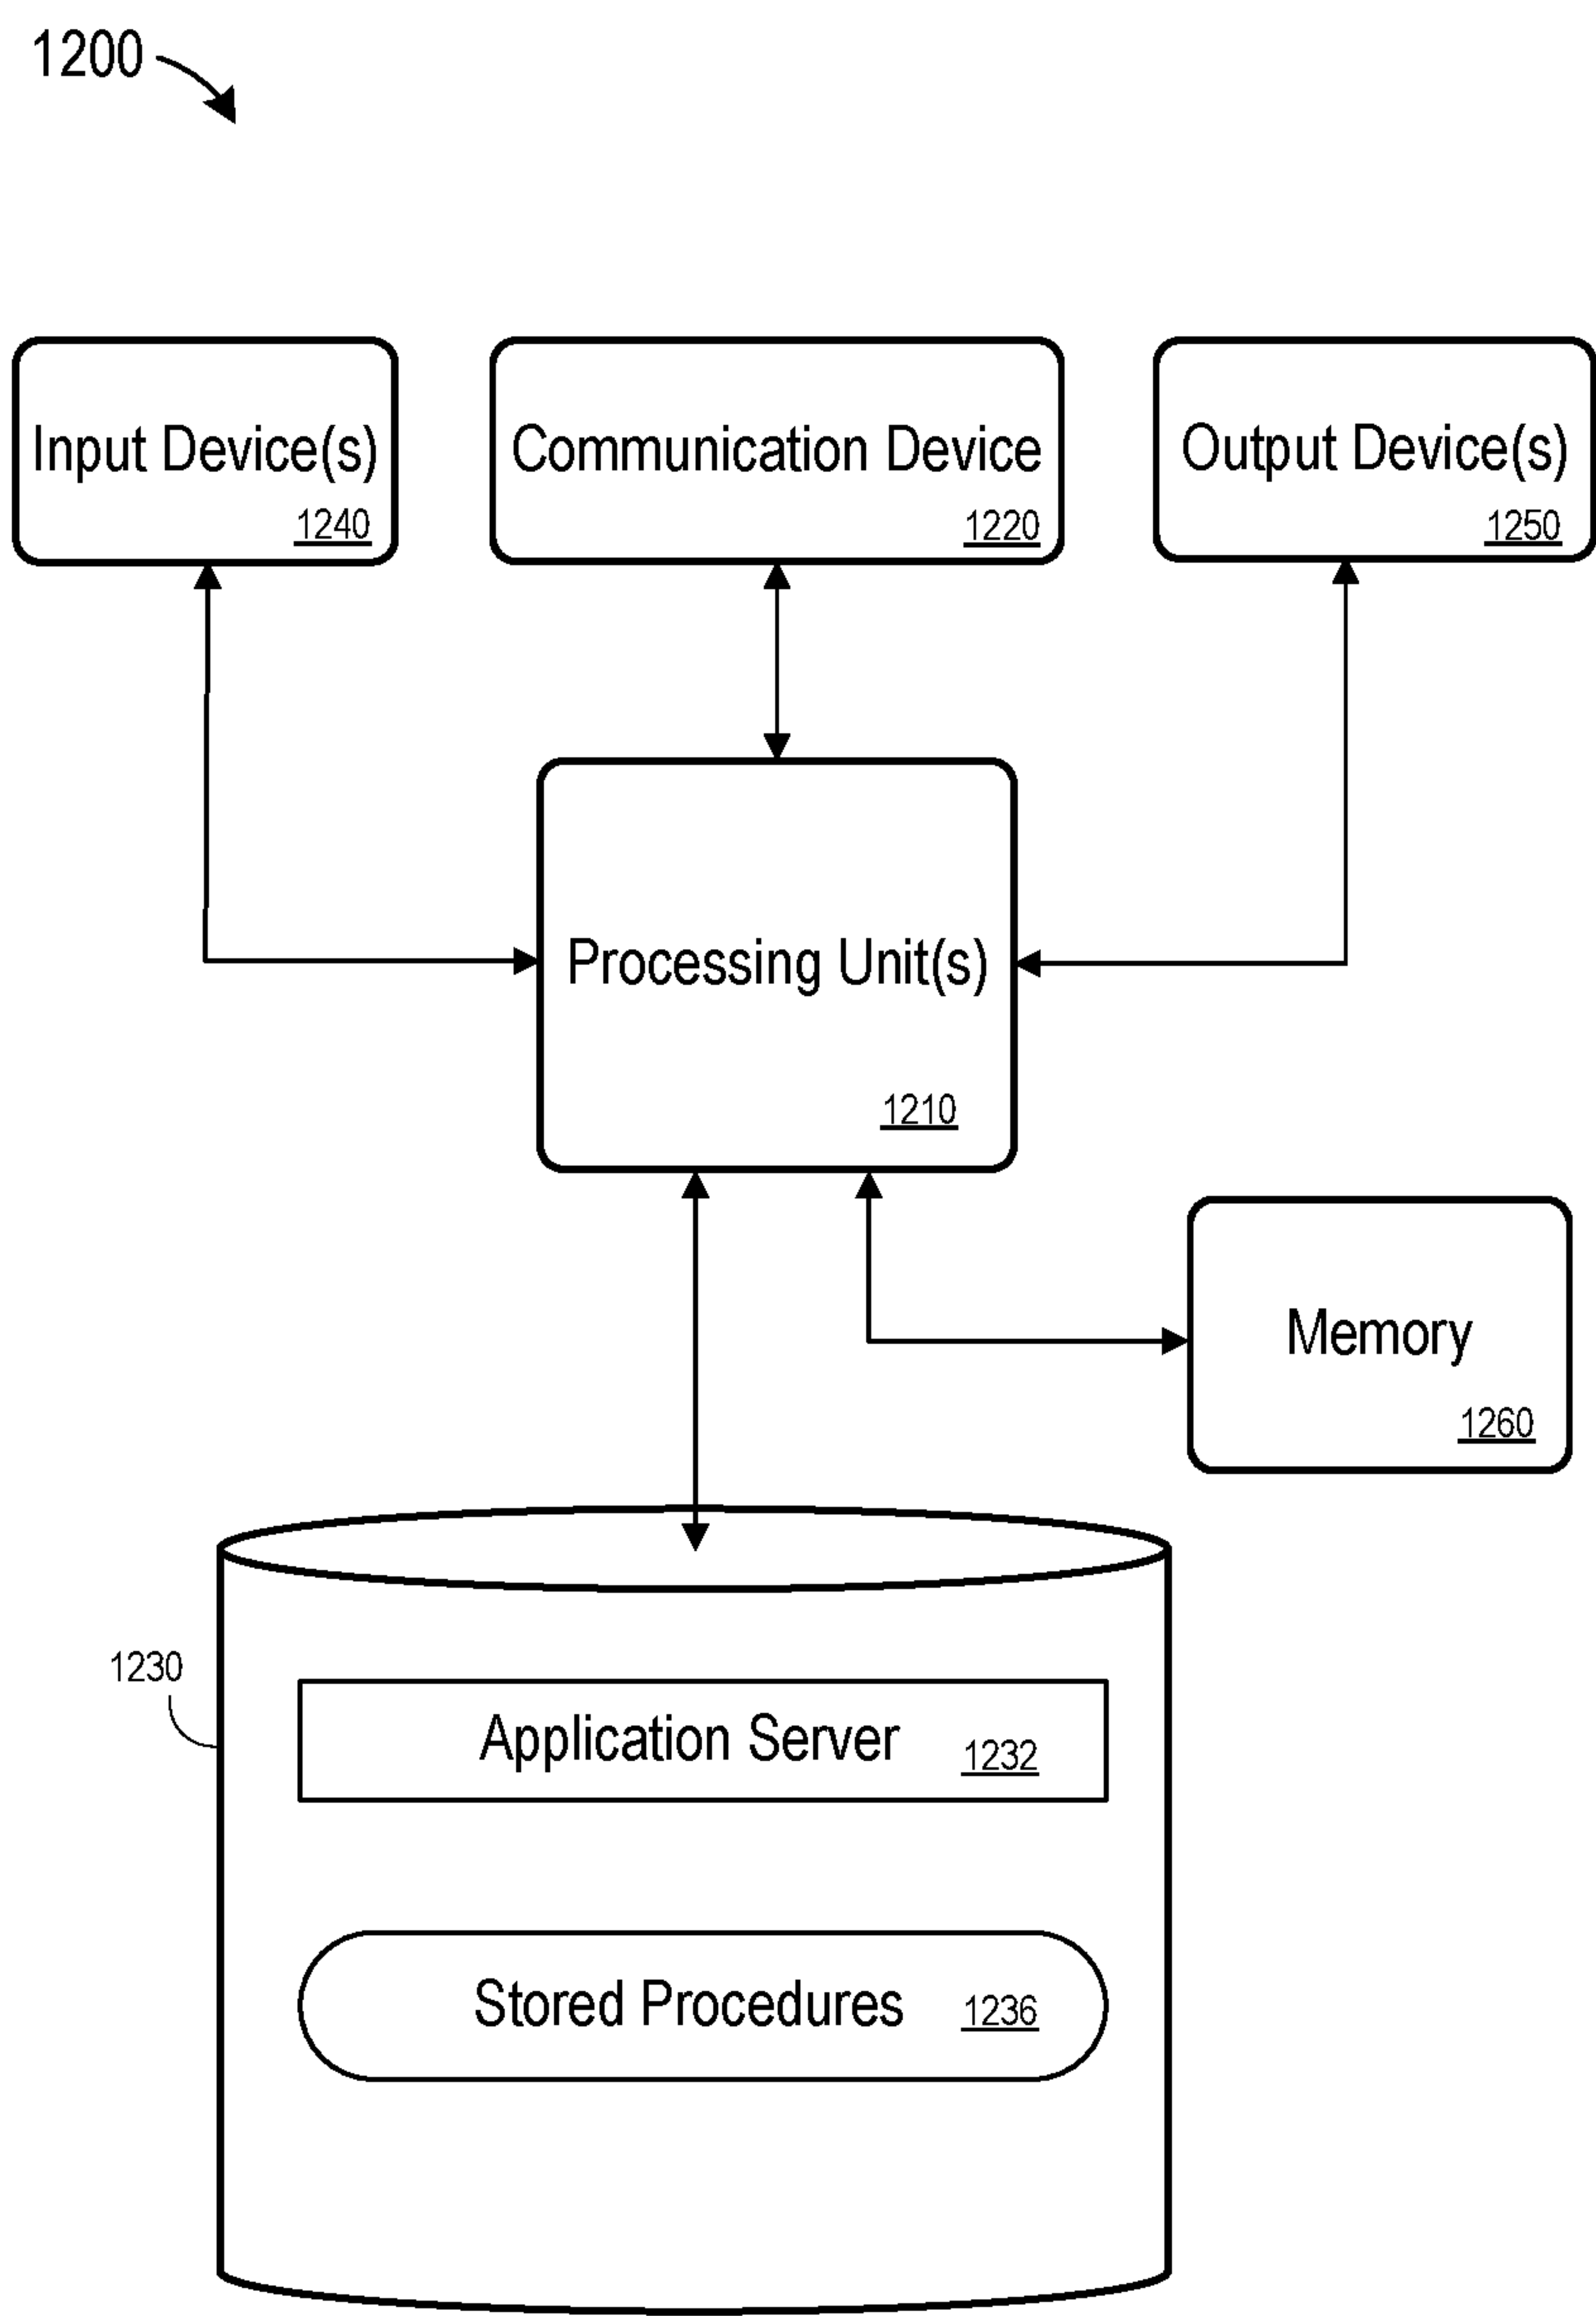 1200
Input Device(s)
1240
Communication Device
1220
Output Device(s)
1250
Processing Unit(s)
1210
Memory
1260
1230
Application Server
1232
Stored Procedures
1236